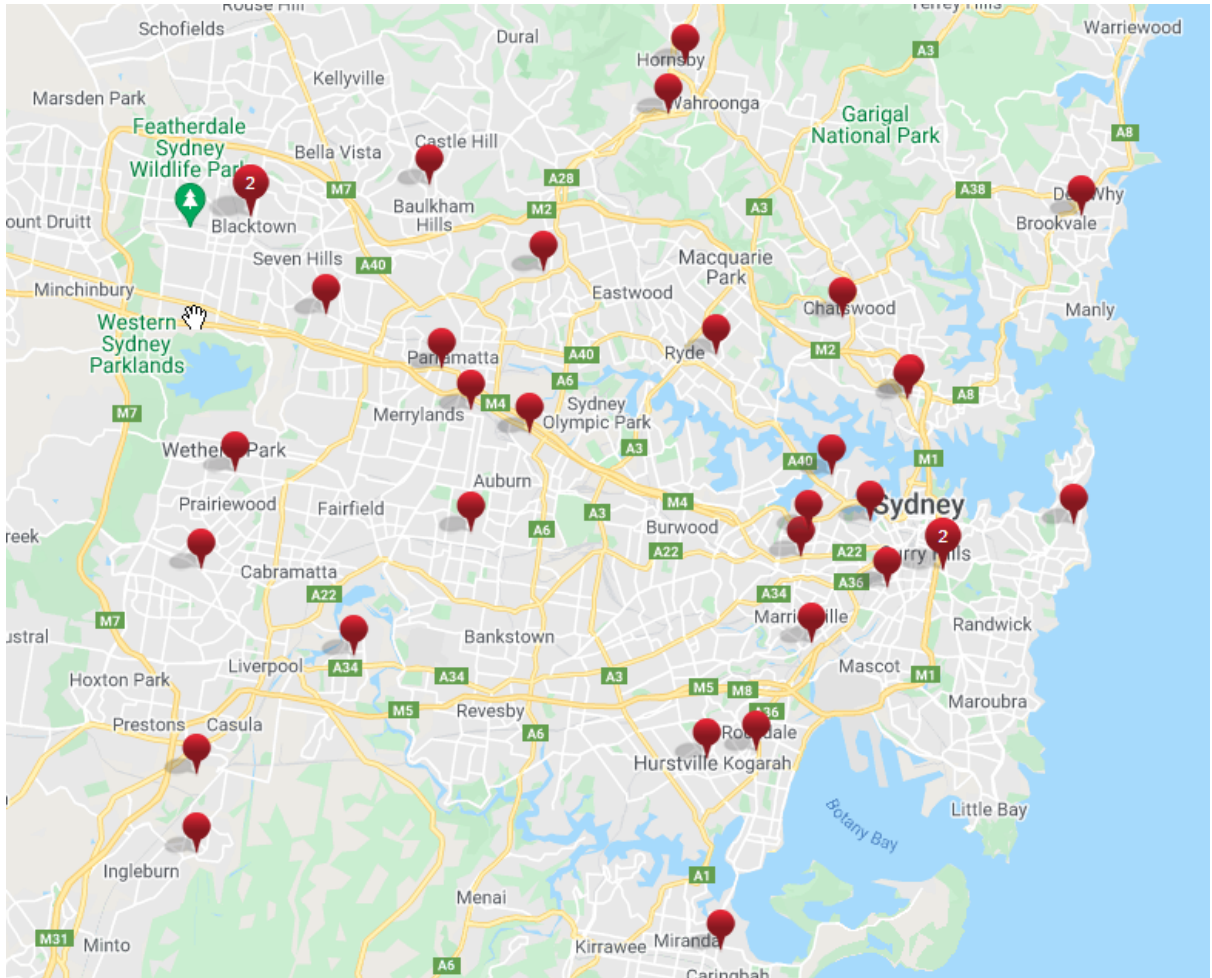 Rouse Hill
Terrey Hills
Schofields
Dural
Warriewood
A3
Hornsby
Kellyville
Marsden Park
Wahroonga
Garigal
National Park
Featherdale
Sydney
Wildlife Park
A8
Castle Hill
Bella Vista
2
M7
A28
A38
Dee Why
Baulkham
Hills
M2
A3
ount Druitt
Blacktown
Brookvale
Seven Hills
A40
Macquarie
Park
Minchinbury
Eastwood
Chatswood
Manly
Western
Sydney
Parklands
Parramatta
A40
Ryde
M2
A6
A8
M7
Merrylands
M4
Sydney
Olympic Park
A3
Wetherill Park
A40
M1
Auburn
Prairiewood
Fairfield
M4
Sydney
A3
Burwood
reek
A6
A22
A22
2
Surry Hills
Cabramatta
A36
A22
A34
M7
Marrickville
Randwick
ustral
Bankstown
Liverpool
A34
A34
A3
Mascot
M1
Hoxton Park
M5
M8
Maroubra
M5
Revesby
A36
Prestons
Casula
A6
Rockdale
Hurstville
Kogarah
Little Bay
Botany Bay
Ingleburn
A1
Menai
M31
Minto
Kirrawee
Miranda
A6
Caringbah